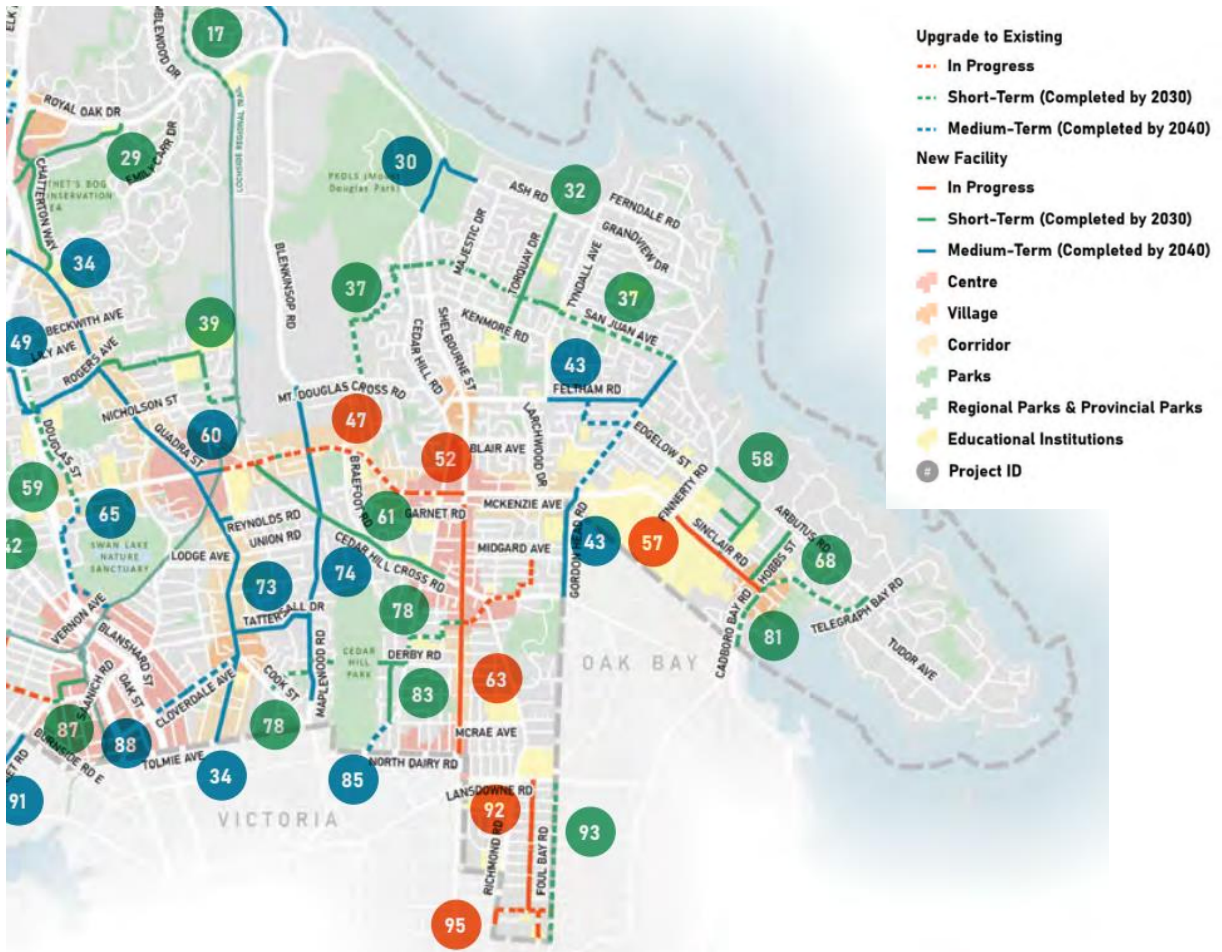 17
ROYAL OAK DR
29
EMILY CARR DR
CHATTERTON WAY
LOCHSIDE REGIONAL TRAIL
PKOLS (Mount
Douglas Park)
30
ASH RD
32
FERNDALE RD
GRANDVIEW DR
MAJESTIC DR
TORQUAY DR
TYNDALL AVE
34
BLENKINSOP RD
37
37
SAN JUAN AVE
KENMORE RD
CEDAR HILL RD
SHELBOURNE ST
39
BECKWITH AVE
49
LILY AVE
ROGERS AVE
43
FELTHAM RD
MT. DOUGLAS CROSS RD
NICHOLSON ST
47
LARCHWOOD DR
DOUGLAS ST
QUADRA ST
60
BLAIR AVE
52
EDGELOW ST
58
BRAEFOOT RD
FINNERTY RD
59
65
61
GARNET RD
MCKENZIE AVE
GORDON HEAD RD
ARBUTUS RD
REYNOLDS RD
UNION RD
SWAN LAKE
NATURE
SANCTUARY
LODGE AVE
42
CEDAR HILL CROSS RD
MIDGARD AVE
43
57
SINCLAIR RD
HOBBS ST
68
73
74
TATTERSALL DR
78
VERNON AVE
BLANSHARD ST
CADBORO BAY RD
81
TELEGRAPH BAY RD
TUDOR AVE
CEDAR
HILL
PARK
DERBY RD
OAK BAY
MAPLEWOOD RD
COOK ST
CLOVERDALE AVE
OAK ST
SAANICH RD
83
63
87
88
78
MCRAE AVE
BURNSIDE RD E
TOLMIE AVE
34
85
NORTH DAIRY RD
91
VICTORIA
LANSDOWNE RD
92
RICHMOND RD
FOUL BAY RD
93
95
Upgrade to Existing
In Progress
Short-Term (Completed by 2030)
Medium-Term (Completed by 2040)
New Facility
In Progress
Short-Term (Completed by 2030)
Medium-Term (Completed by 2040)
Centre
Village
Corridor
Parks
Regional Parks & Provincial Parks
Educational Institutions
# Project ID